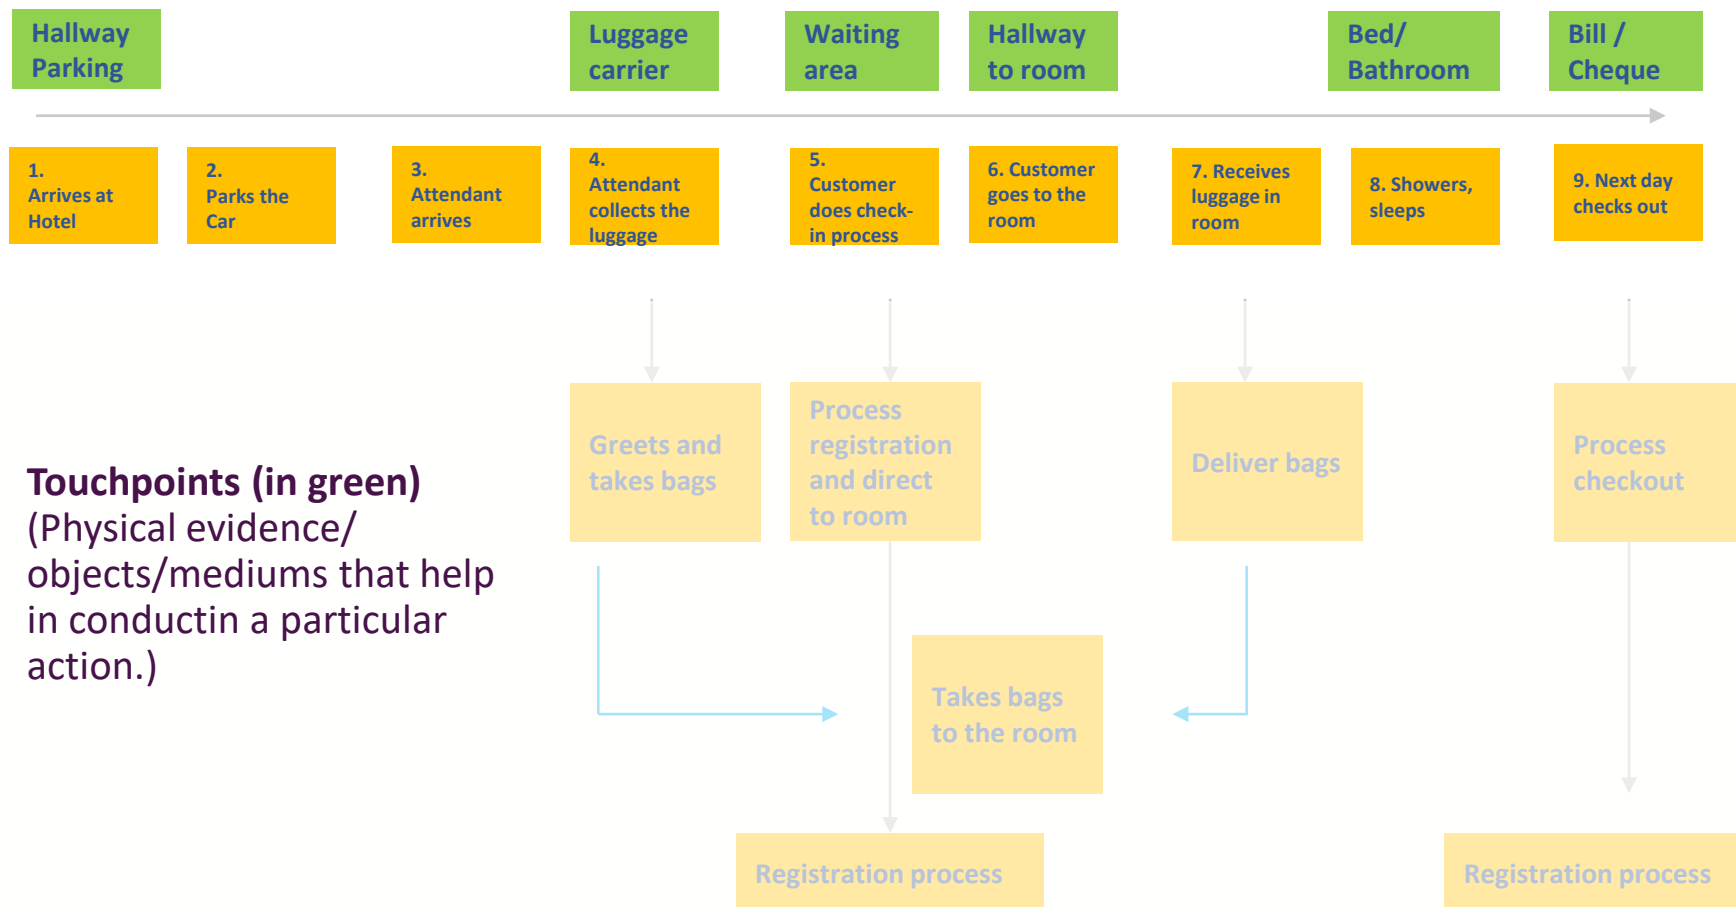 Hallway
Parking
Luggage
carrier
Waiting
area
Hallway
to room
Bed/
Bathroom
Bill /
Cheque
1.
Arrives at
Hotel
2.
Parks the
Car
3.
Attendant
arrives
4.
Attendant
collects the
luggage
5.
Customer
does check-
in process
6. Customer
goes to the
room
7. Receives
luggage in
room
8. Showers,
sleeps
9. Next day
checks out
Greets and
takes bags
Process
registration
and direct
to room
Deliver bags
Process
checkout
Touchpoints (in green)
(Physical evidence/
objects/mediums that help
in conductin a particular
action.)
Takes bags
to the room
Registration process
Registration process